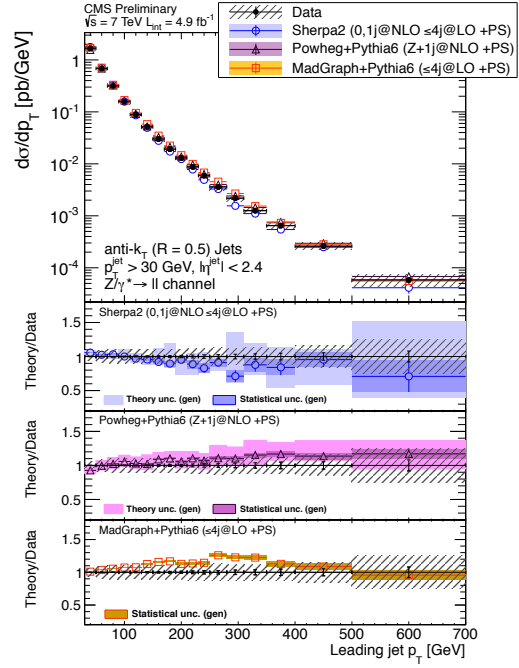 CMS Preliminary
√s = 7 TeV L_int = 4.9 fb⁻¹
Data
Sherpa2 (0,1j@NLO ≤4j@LO +PS)
Powheg+Pythia6 (Z+1j@NLO +PS)
MadGraph+Pythia6 (≤4j@LO +PS)
dσ/dp_T [pb/GeV]
1
10⁻¹
10⁻²
10⁻³
10⁻⁴
anti-k_T (R = 0.5) Jets
p_T^jet > 30 GeV, |η^jet| < 2.4
Z/γ*→ ll channel
Theory/Data
Sherpa2 (0,1j@NLO ≤4j@LO +PS)
1.5
1
0.5
Theory unc. (gen)
Statistical unc. (gen)
Theory/Data
Powheg+Pythia6 (Z+1j@NLO +PS)
1.5
1
0.5
Theory unc. (gen)
Statistical unc. (gen)
Theory/Data
MadGraph+Pythia6 (≤4j@LO +PS)
1.5
1
0.5
Statistical unc. (gen)
100 200 300 400 500 600 700
Leading jet p_T [GeV]